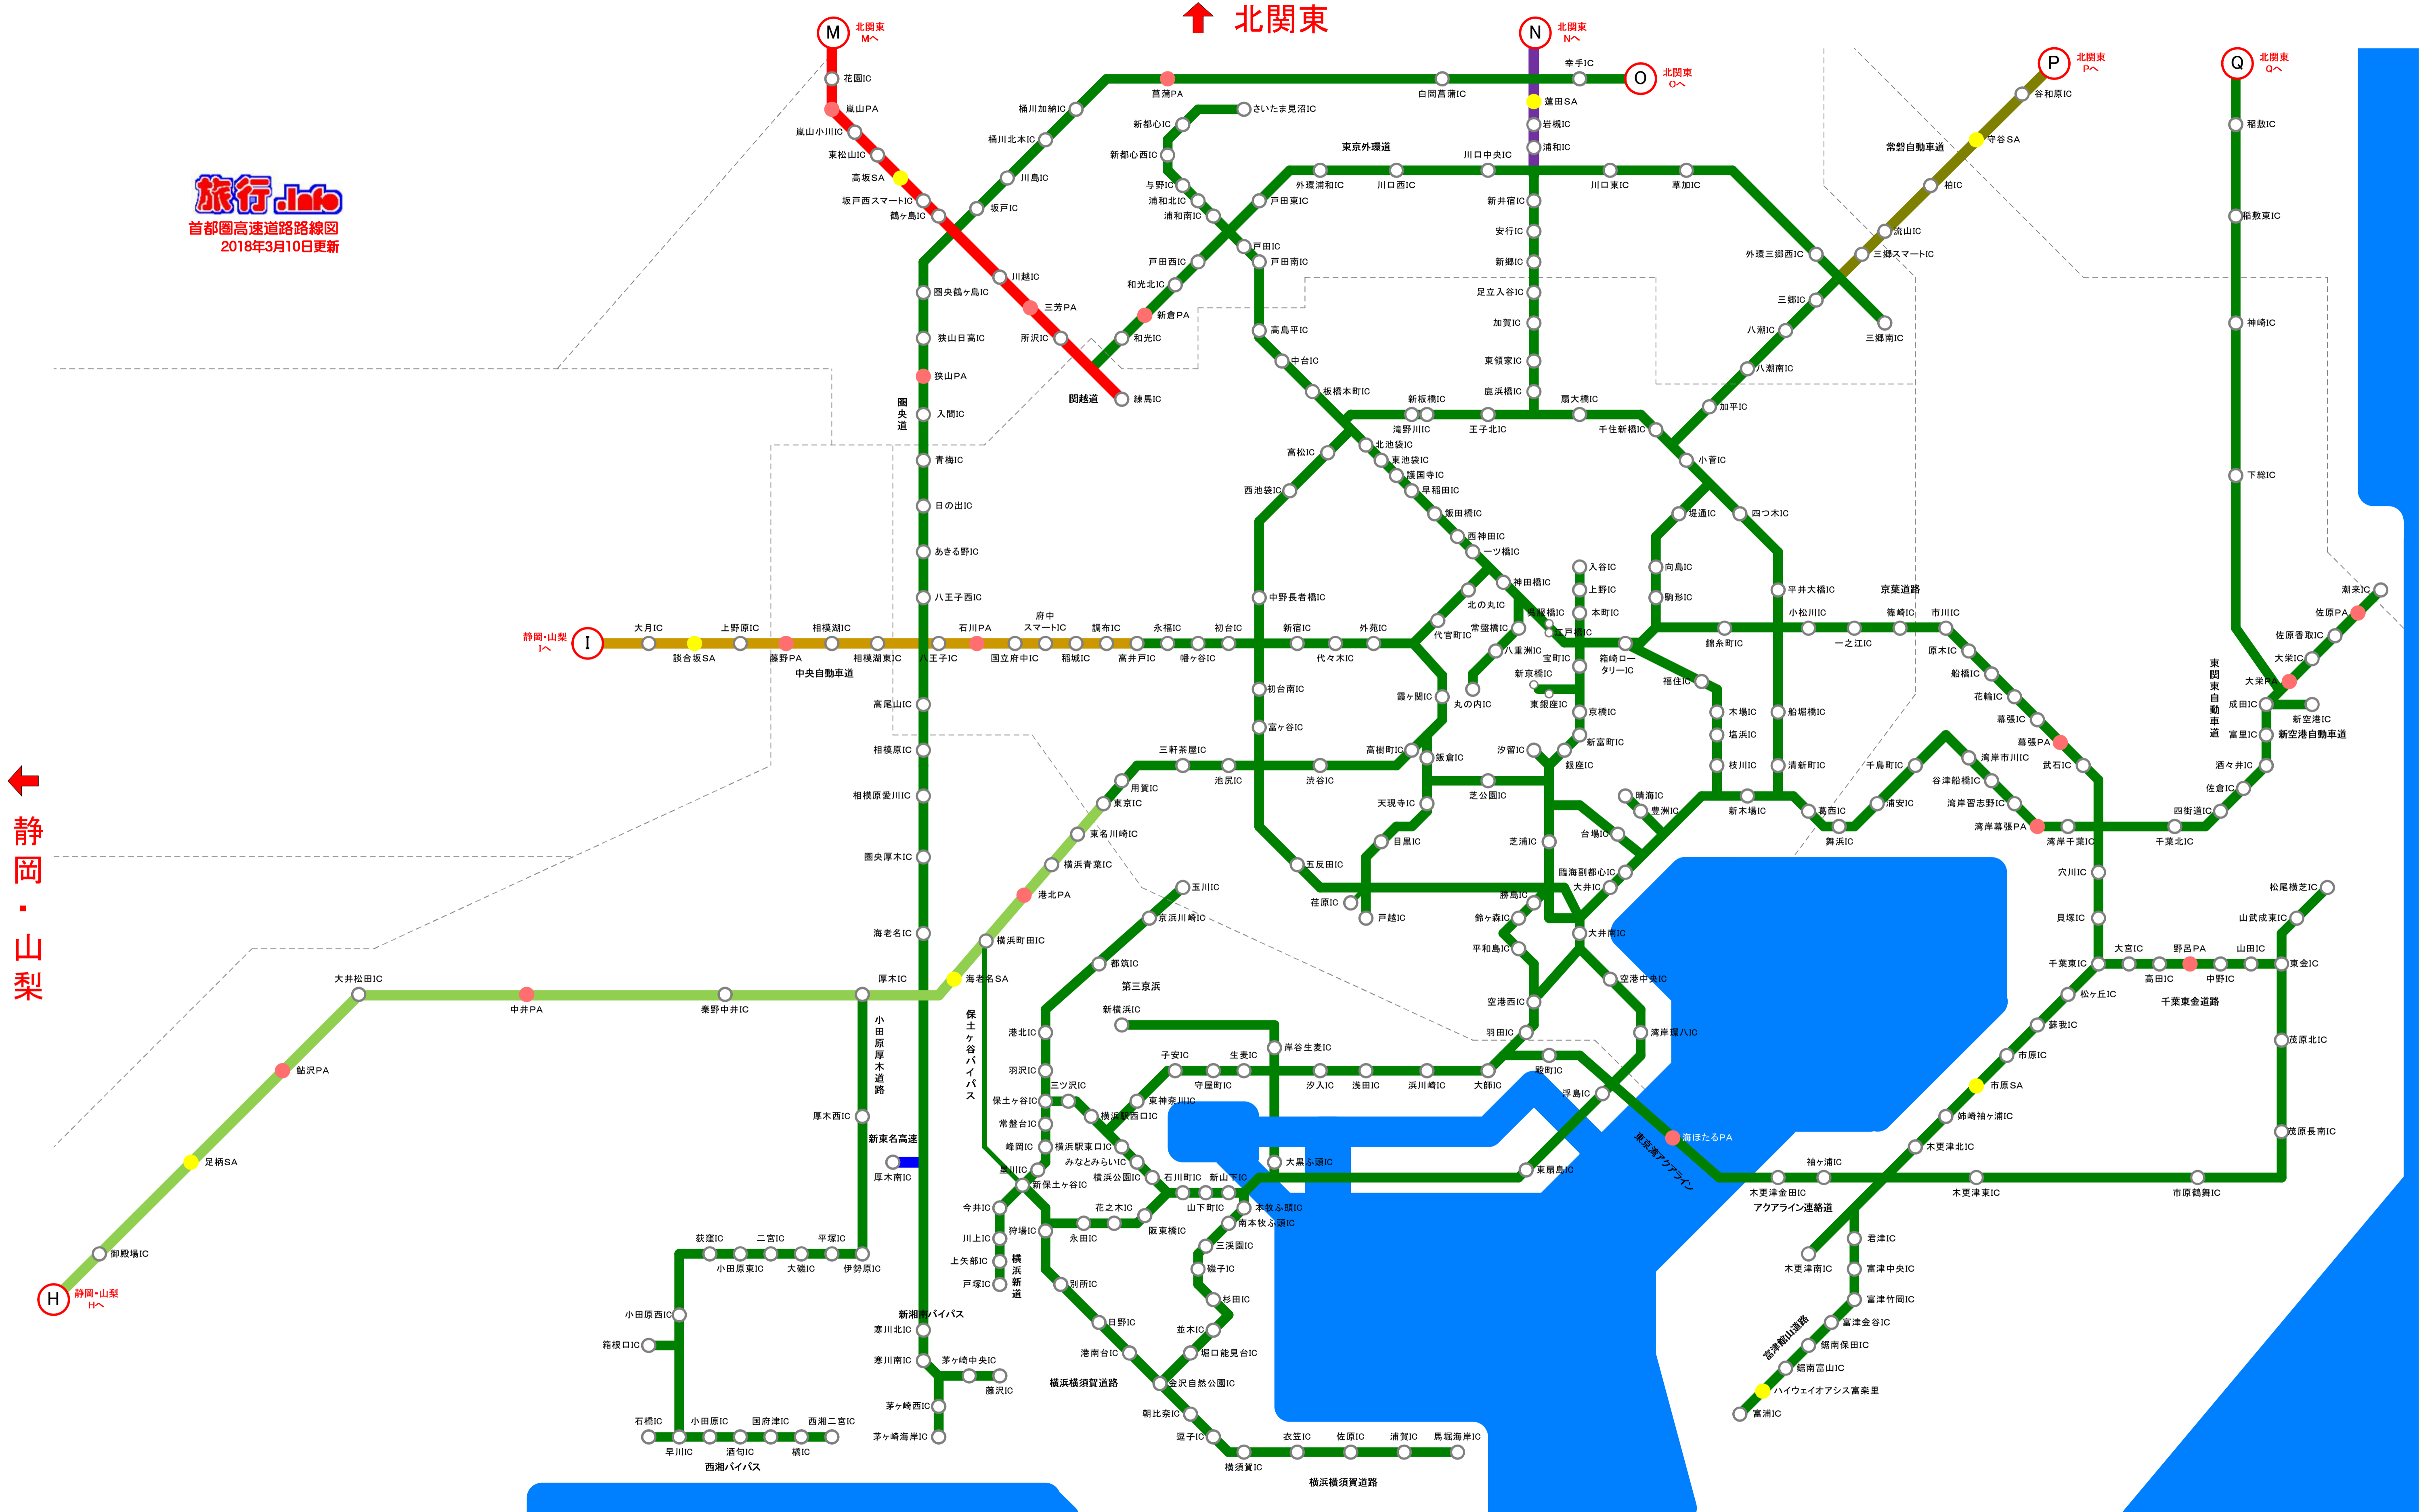 北関東
M
北関東
Mへ
N
北関東
Nへ
O
北関東
Oへ
P
北関東
Pへ
Q
北関東
Qへ
旅行.Info
首都圏高速道路路線図
2018年3月10日更新
静岡・山梨
花園IC
嵐山PA
嵐山小川IC
東松山IC
高坂SA
坂戸西スマートIC
鶴ヶ島IC
川越IC
三芳PA
所沢IC
練馬IC
関越道
菖蒲PA
白岡菖蒲IC
幸手IC
桶川加納IC
桶川北本IC
川島IC
坂戸IC
圏央鶴ヶ島IC
狭山日高IC
狭山PA
入間IC
圏央道
青梅IC
日の出IC
あきる野IC
八王子西IC
高尾山IC
相模原IC
相模原愛川IC
圏央厚木IC
海老名IC
さいたま見沼IC
新都心IC
新都心西IC
与野IC
浦和北IC
浦和南IC
戸田IC
戸田南IC
高島平IC
中台IC
板橋本町IC
東京外環道
外環浦和IC
川口西IC
川口中央IC
川口東IC
草加IC
戸田東IC
戸田西IC
和光北IC
新倉PA
和光IC
外環三郷西IC
三郷南IC
蓮田SA
岩槻IC
浦和IC
新井宿IC
安行IC
新郷IC
足立入谷IC
加賀IC
東領家IC
鹿浜橋IC
常磐自動車道
谷和原IC
守谷SA
柏IC
流山IC
三郷スマートIC
三郷IC
八潮IC
八潮南IC
加平IC
稲敷IC
稲敷東IC
神崎IC
下総IC
新板橋IC
滝野川IC
王子北IC
扇大橋IC
千住新橋IC
小菅IC
四つ木IC
平井大橋IC
堤通IC
向島IC
駒形IC
高松IC
西池袋IC
中野長者橋IC
初台南IC
富ヶ谷IC
五反田IC
北池袋IC
東池袋IC
護国寺IC
早稲田IC
飯田橋IC
西神田IC
一ツ橋IC
神田橋IC
北の丸IC
代官町IC
常盤橋IC
八重洲IC
丸の内IC
呉服橋IC
江戸橋IC
入谷IC
上野IC
本町IC
宝町IC
新京橋IC
東銀座IC
京橋IC
新富町IC
銀座IC
汐留IC
箱崎ロー
タリーIC
福住IC
木場IC
塩浜IC
枝川IC
船堀橋IC
清新町IC
錦糸町IC
小松川IC
一之江IC
篠崎IC
市川IC
京葉道路
原木IC
船橋IC
花輪IC
幕張IC
幕張PA
武石IC
穴川IC
貝塚IC
千葉東IC
I
静岡・山梨
Iへ
大月IC
談合坂SA
上野原IC
藤野PA
相模湖IC
相模湖東IC
中央自動車道
八王子IC
石川PA
国立府中IC
府中
スマートIC
稲城IC
調布IC
高井戸IC
永福IC
幡ヶ谷IC
初台IC
新宿IC
代々木IC
外苑IC
霞ヶ関IC
三軒茶屋IC
池尻IC
渋谷IC
高樹町IC
飯倉IC
芝公園IC
天現寺IC
目黒IC
荏原IC
戸越IC
芝浦IC
台場IC
晴海IC
豊洲IC
臨海副都心IC
大井IC
大井南IC
新木場IC
葛西IC
舞浜IC
浦安IC
千鳥町IC
湾岸市川IC
谷津船橋IC
湾岸習志野IC
湾岸幕張PA
湾岸千葉IC
千葉北IC
四街道IC
佐倉IC
酒々井IC
富里IC
成田IC
新空港IC
新空港自動車道
東関東自動車道
大栄PA
大栄IC
佐原香取IC
佐原PA
潮来IC
用賀IC
東京IC
東名川崎IC
横浜青葉IC
港北PA
横浜町田IC
海老名SA
厚木IC
秦野中井IC
中井PA
大井松田IC
鮎沢PA
足柄SA
御殿場IC
H
静岡・山梨
Hへ
小田原厚木道路
厚木西IC
伊勢原IC
平塚IC
大磯IC
二宮IC
小田原東IC
荻窪IC
小田原西IC
箱根口IC
石橋IC
早川IC
小田原IC
酒匂IC
国府津IC
橘IC
西湘二宮IC
西湘バイパス
新東名高速
厚木南IC
新湘南バイパス
寒川北IC
寒川南IC
茅ヶ崎中央IC
藤沢IC
茅ヶ崎西IC
茅ヶ崎海岸IC
保土ヶ谷バイパス
玉川IC
京浜川崎IC
都筑IC
第三京浜
港北IC
羽沢IC
保土ヶ谷IC
三ツ沢IC
常盤台IC
峰岡IC
星川IC
新保土ヶ谷IC
今井IC
川上IC
上矢部IC
戸塚IC
横浜新道
狩場IC
永田IC
花之木IC
阪東橋IC
横浜駅西口IC
横浜駅東口IC
みなとみらいIC
横浜公園IC
石川町IC
山下町IC
新山下IC
本牧ふ頭IC
南本牧ふ頭IC
三渓園IC
磯子IC
杉田IC
並木IC
堀口能見台IC
金沢自然公園IC
別所IC
日野IC
港南台IC
横浜横須賀道路
朝比奈IC
逗子IC
横須賀IC
衣笠IC
佐原IC
浦賀IC
馬堀海岸IC
横浜横須賀道路
新横浜IC
岸谷生麦IC
東神奈川IC
子安IC
守屋町IC
生麦IC
汐入IC
浅田IC
浜川崎IC
大師IC
大黒ふ頭IC
東扇島IC
浮島IC
殿町IC
羽田IC
空港西IC
平和島IC
鈴ヶ森IC
勝島IC
空港中央IC
湾岸環八IC
海ほたるPA
東京湾アクアライン
木更津金田IC
袖ヶ浦IC
アクアライン連絡道
木更津東IC
市原鶴舞IC
茂原長南IC
茂原北IC
東金IC
山武成東IC
松尾横芝IC
大宮IC
高田IC
野呂PA
中野IC
山田IC
千葉東金道路
松ヶ丘IC
蘇我IC
市原IC
市原SA
姉崎袖ヶ浦IC
木更津北IC
木更津南IC
君津IC
富津中央IC
富津竹岡IC
富津金谷IC
鋸南保田IC
鋸南富山IC
ハイウェイオアシス富楽里
富浦IC
富津館山道路